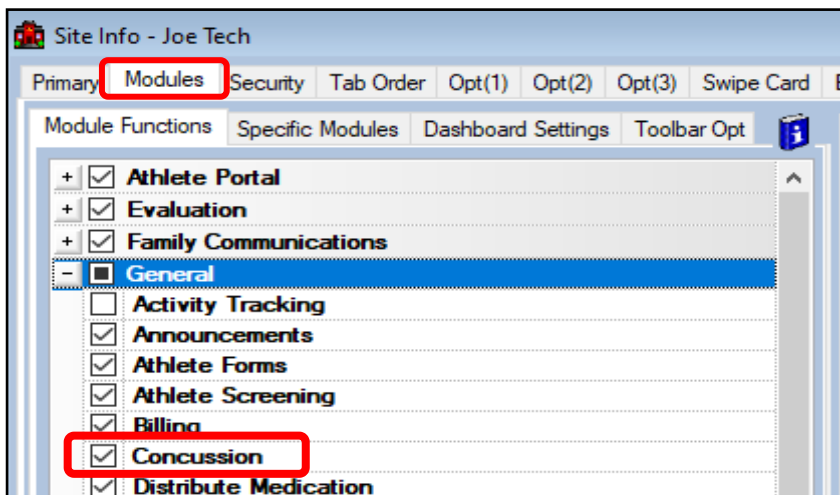 Site Info - Joe Tech
Primary Modules Security Tab Order Opt(1) Opt(2) Opt(3) Swipe Card
Module Functions Specific Modules Dashboard Settings Toolbar Opt
Athlete Portal
Evaluation
Family Communications
General
Activity Tracking
Announcements
Athlete Forms
Athlete Screening
Billing
Concussion
Distribute Medication